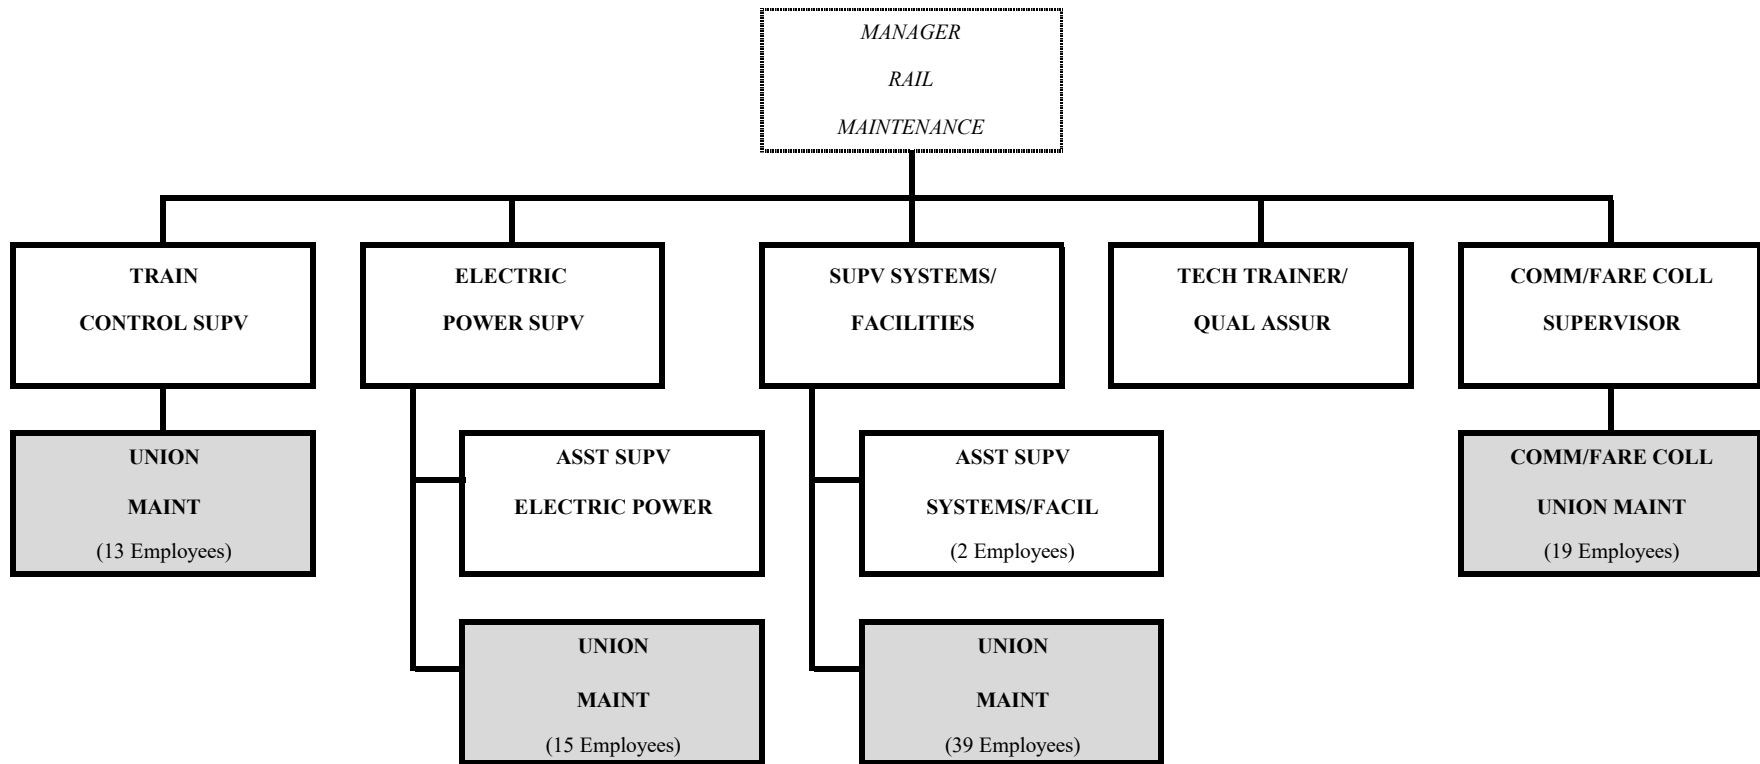 MANAGER
RAIL
MAINTENANCE
TRAIN
CONTROL SUPV
ELECTRIC
POWER SUPV
SUPV SYSTEMS/
FACILITIES
TECH TRAINER/
QUAL ASSUR
COMM/FARE COLL
SUPERVISOR
UNION
MAINT
(13 Employees)
ASST SUPV
ELECTRIC POWER
ASST SUPV
SYSTEMS/FACIL
(2 Employees)
COMM/FARE COLL
UNION MAINT
(19 Employees)
UNION
MAINT
(15 Employees)
UNION
MAINT
(39 Employees)